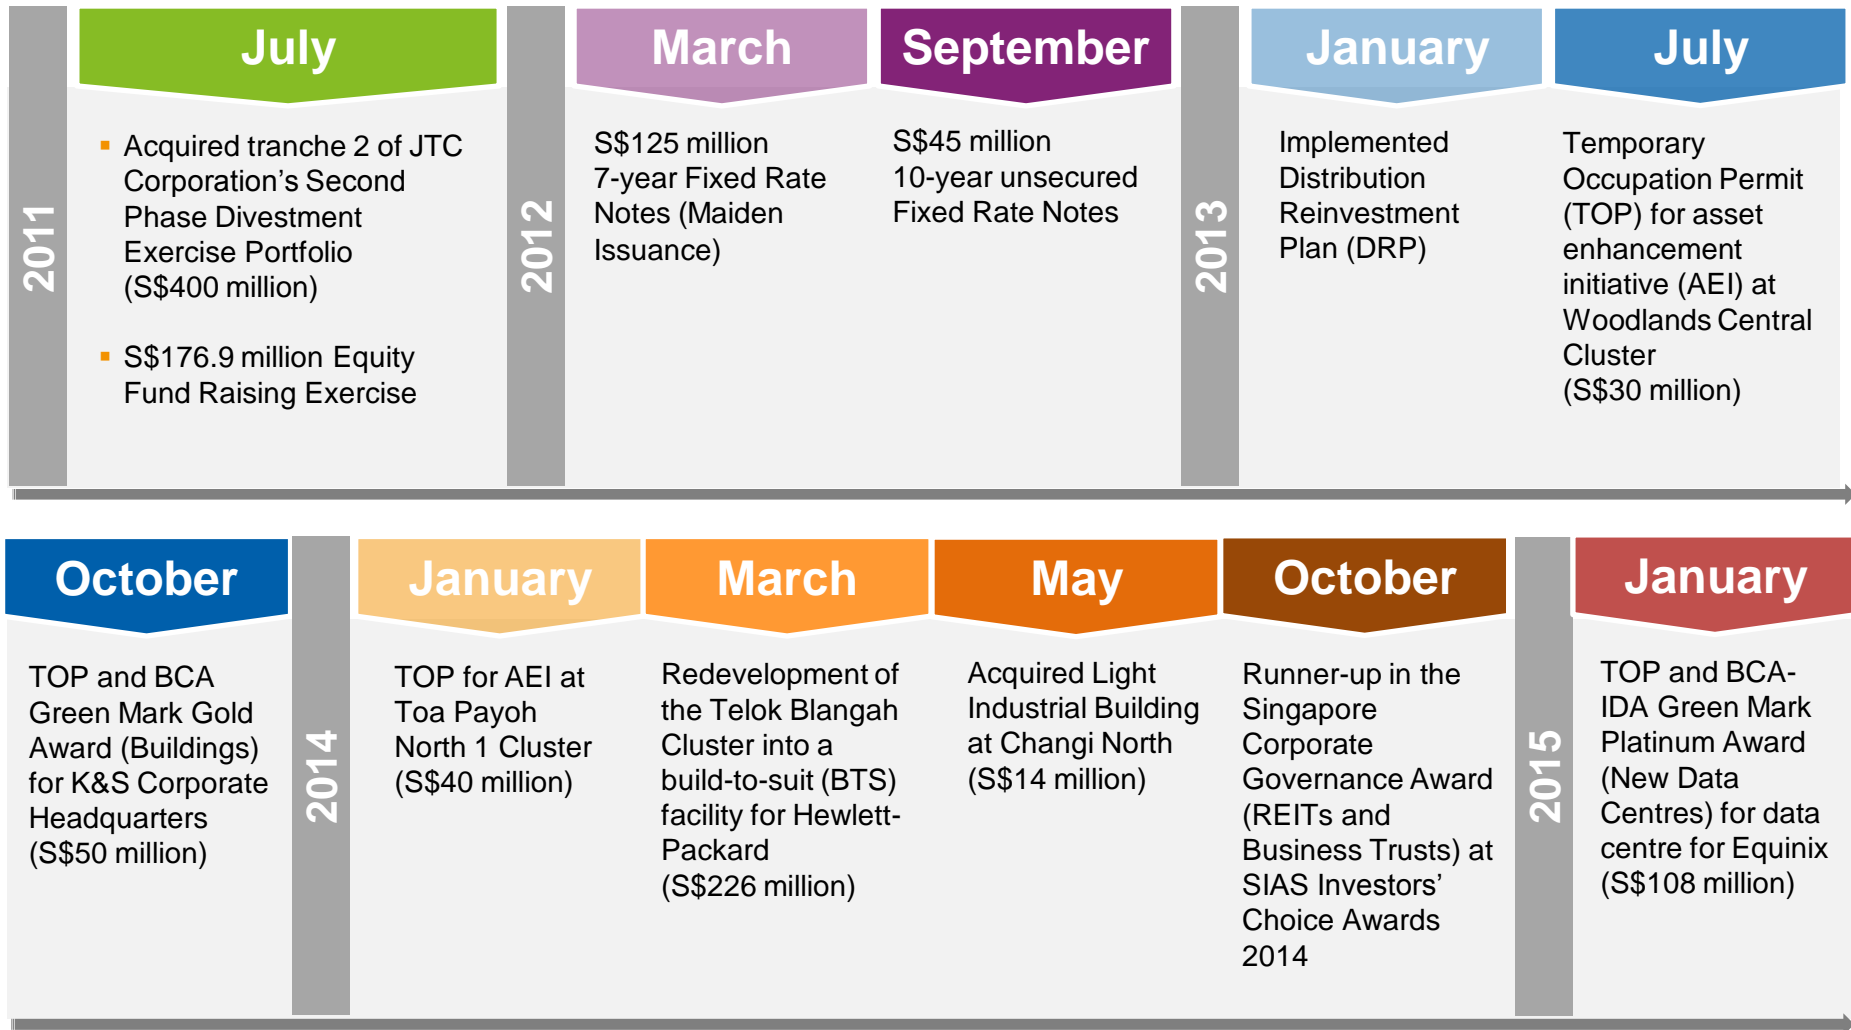 2011
July
▪ Acquired tranche 2 of JTC
Corporation’s Second
Phase Divestment
Exercise Portfolio
(S$400 million)
▪ S$176.9 million Equity
Fund Raising Exercise
2012
March
S$125 million
7-year Fixed Rate
Notes (Maiden
Issuance)
September
S$45 million
10-year unsecured
Fixed Rate Notes
2013
January
Implemented
Distribution
Reinvestment
Plan (DRP)
July
Temporary
Occupation Permit
(TOP) for asset
enhancement
initiative (AEI) at
Woodlands Central
Cluster
(S$30 million)
October
TOP and BCA
Green Mark Gold
Award (Buildings)
for K&S Corporate
Headquarters
(S$50 million)
2014
January
TOP for AEI at
Toa Payoh
North 1 Cluster
(S$40 million)
March
Redevelopment of
the Telok Blangah
Cluster into a
build-to-suit (BTS)
facility for Hewlett-
Packard
(S$226 million)
May
Acquired Light
Industrial Building
at Changi North
(S$14 million)
October
Runner-up in the
Singapore
Corporate
Governance Award
(REITs and
Business Trusts) at
SIAS Investors’
Choice Awards
2014
2015
January
TOP and BCA-
IDA Green Mark
Platinum Award
(New Data
Centres) for data
centre for Equinix
(S$108 million)